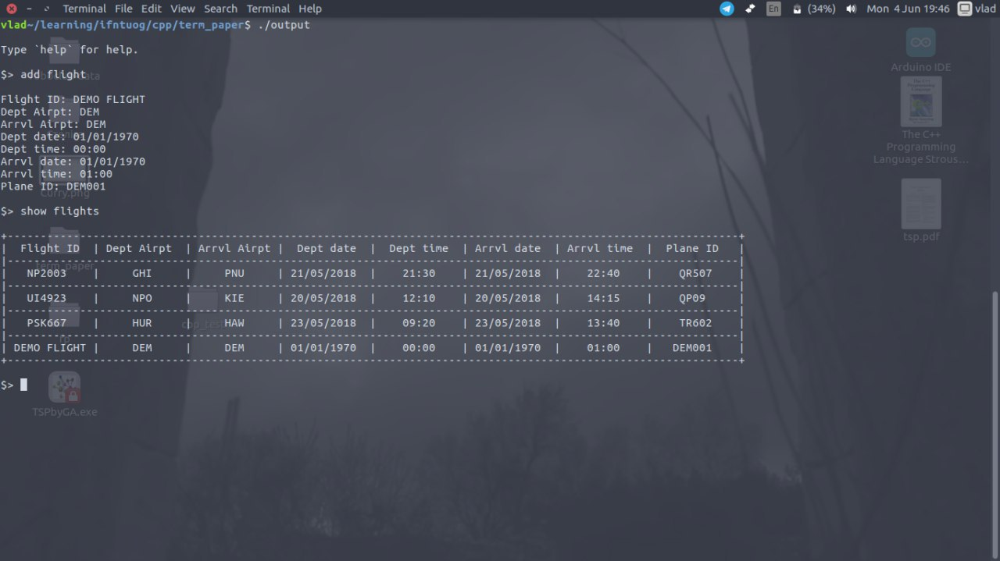 Terminal File Edit View Search Terminal Help En (34%) Mon 4 Jun 19:46 vlad
vlad~/learning/ifntuog/cpp/term_paper$ ./output
Type `help` for help.
$> add flight
Flight ID: DEMO FLIGHT
Dept Airpt: DEM
Arrvl Airpt: DEM
Dept date: 01/01/1970
Dept time: 00:00
Arrvl date: 01/01/1970
Arrvl time: 01:00
Plane ID: DEM001
$> show flights
+---------------------------------------------------------------------------------------------------------------+
| Flight ID | Dept Airpt | Arrvl Airpt | Dept date | Dept time | Arrvl date | Arrvl time | Plane ID |
|---------------------------------------------------------------------------------------------------------------|
| NP2003 | GHI | PNU | 21/05/2018 | 21:30 | 21/05/2018 | 22:40 | QR507 |
|---------------------------------------------------------------------------------------------------------------|
| UI4923 | NPO | KIE | 20/05/2018 | 12:10 | 20/05/2018 | 14:15 | QP09 |
|---------------------------------------------------------------------------------------------------------------|
| PSK667 | HUR | HAW | 23/05/2018 | 09:20 | 23/05/2018 | 13:40 | TR602 |
|---------------------------------------------------------------------------------------------------------------|
| DEMO FLIGHT | DEM | DEM | 01/01/1970 | 00:00 | 01/01/1970 | 01:00 | DEM001 |
+---------------------------------------------------------------------------------------------------------------+
$>
Curry.png
term_paper
TSPbyGA.exe
Arduino IDE
The C++
Programming
Language Strous...
tsp.pdf